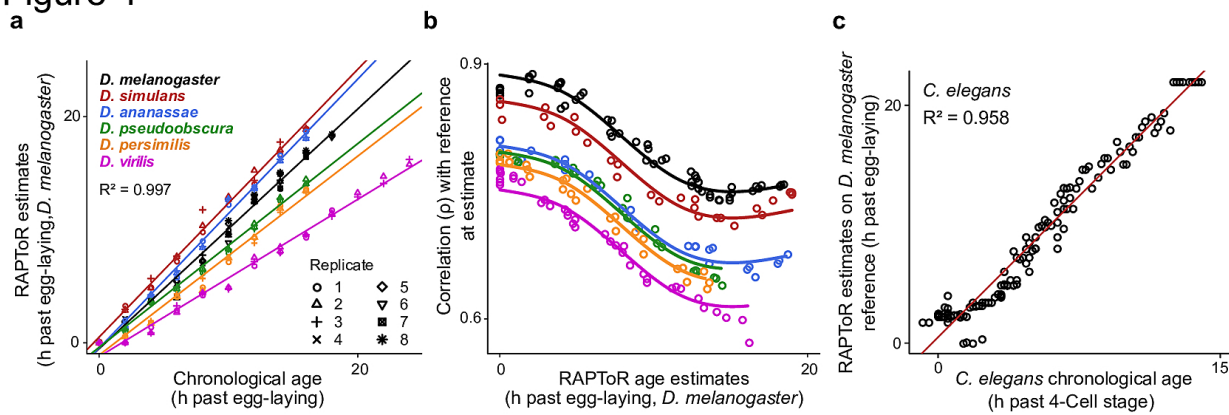 Figure 4
a
RAPToR estimates
(h past egg-laying, D. melanogaster)
20
0
D. melanogaster
D. simulans
D. ananassae
D. pseudoobscura
D. persimilis
D. virilis
R² = 0.997
Replicate
1
2
3
4
5
6
7
8
0
20
Chronological age
(h past egg-laying)
b
Correlation (ρ) with reference
at estimate
0.9
0.6
0
20
RAPToR age estimates
(h past egg-laying, D. melanogaster)
c
RAPToR estimates on D. melanogaster
reference (h past egg-laying)
20
0
C. elegans
R² = 0.958
0
15
C. elegans chronological age
(h past 4-Cell stage)